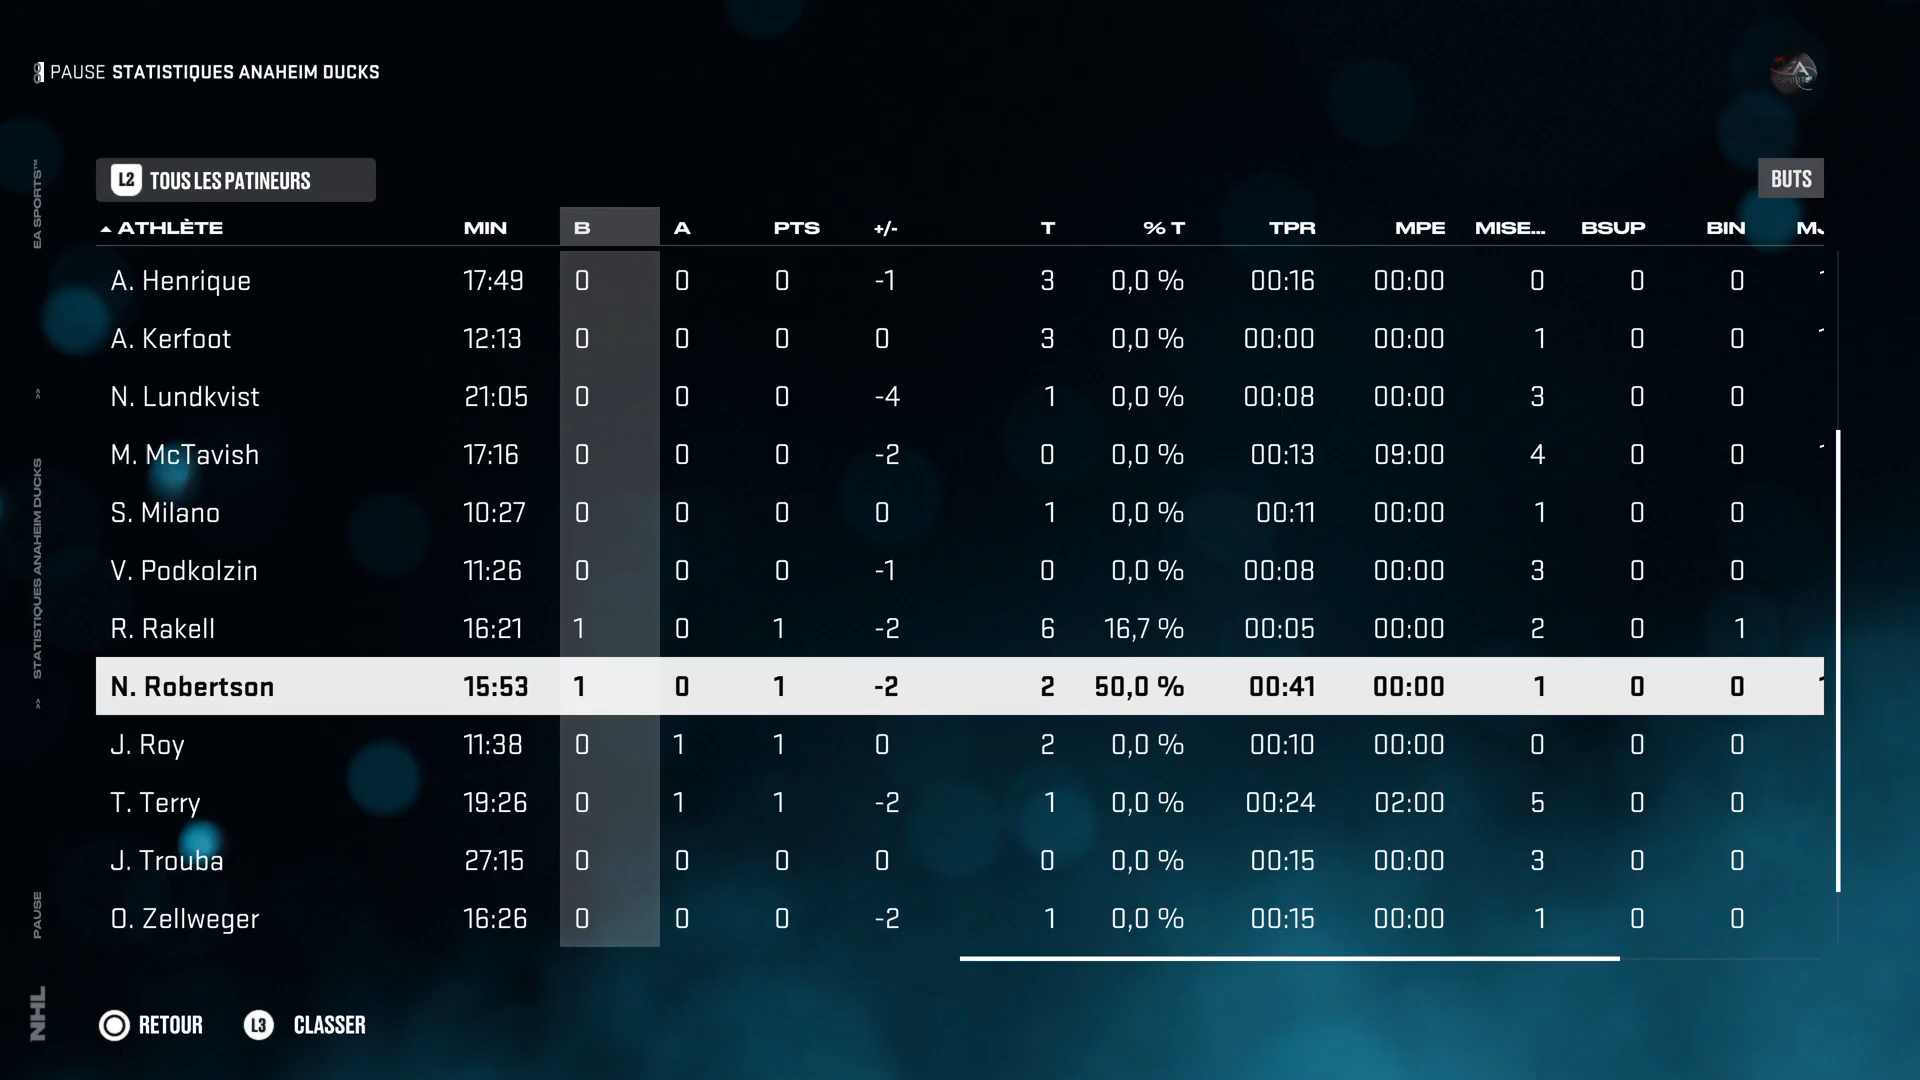 PAUSE STATISTIQUES ANAHEIM DUCKS
L2 TOUS LES PATINEURS
BUTS
ATHLÈTE MIN B A PTS +/- T % T TPR MPE MISE... BSUP BIN
A. Henrique 17:49 0 0 0 -1 3 0,0 % 00:16 00:00 0 0 0
A. Kerfoot 12:13 0 0 0 0 3 0,0 % 00:00 00:00 1 0 0
N. Lundkvist 21:05 0 0 0 -4 1 0,0 % 00:08 00:00 3 0 0
M. McTavish 17:16 0 0 0 -2 0 0,0 % 00:13 09:00 4 0 0
S. Milano 10:27 0 0 0 0 1 0,0 % 00:11 00:00 1 0 0
V. Podkolzin 11:26 0 0 0 -1 0 0,0 % 00:08 00:00 3 0 0
R. Rakell 16:21 1 0 1 -2 6 16,7 % 00:05 00:00 2 0 1
N. Robertson 15:53 1 0 1 -2 2 50,0 % 00:41 00:00 1 0 0
J. Roy 11:38 0 1 1 0 2 0,0 % 00:10 00:00 0 0 0
T. Terry 19:26 0 1 1 -2 1 0,0 % 00:24 02:00 5 0 0
J. Trouba 27:15 0 0 0 0 0 0,0 % 00:15 00:00 3 0 0
O. Zellweger 16:26 0 0 0 -2 1 0,0 % 00:15 00:00 1 0 0
RETOUR L3 CLASSER
EA SPORTS™
STATISTIQUES ANAHEIM DUCKS
PAUSE
NHL